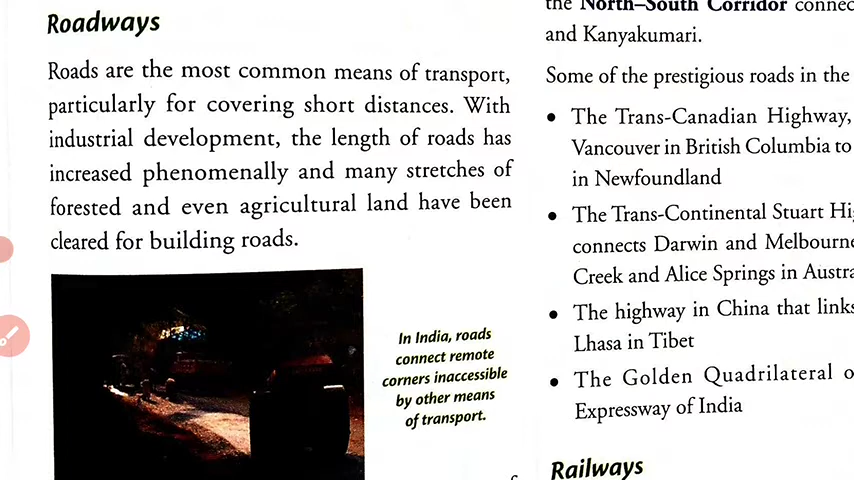 Roadways
Roads are the most common means of transport,
particularly for covering short distances. With
industrial development, the length of roads has
increased phenomenally and many stretches of
forested and even agricultural land have been
cleared for building roads.
In India, roads
connect remote
corners inaccessible
by other means
of transport.
the North–South Corridor
and Kanyakumari.
Some of the prestigious roads in the
• The Trans-Canadian Highway,
Vancouver in British Columbia to
in Newfoundland
• The Trans-Continental Stuart
connects Darwin and Melbourne
Creek and Alice Springs in
• The highway in China that links
Lhasa in Tibet
• The Golden Quadrilateral
Expressway of India
Railways